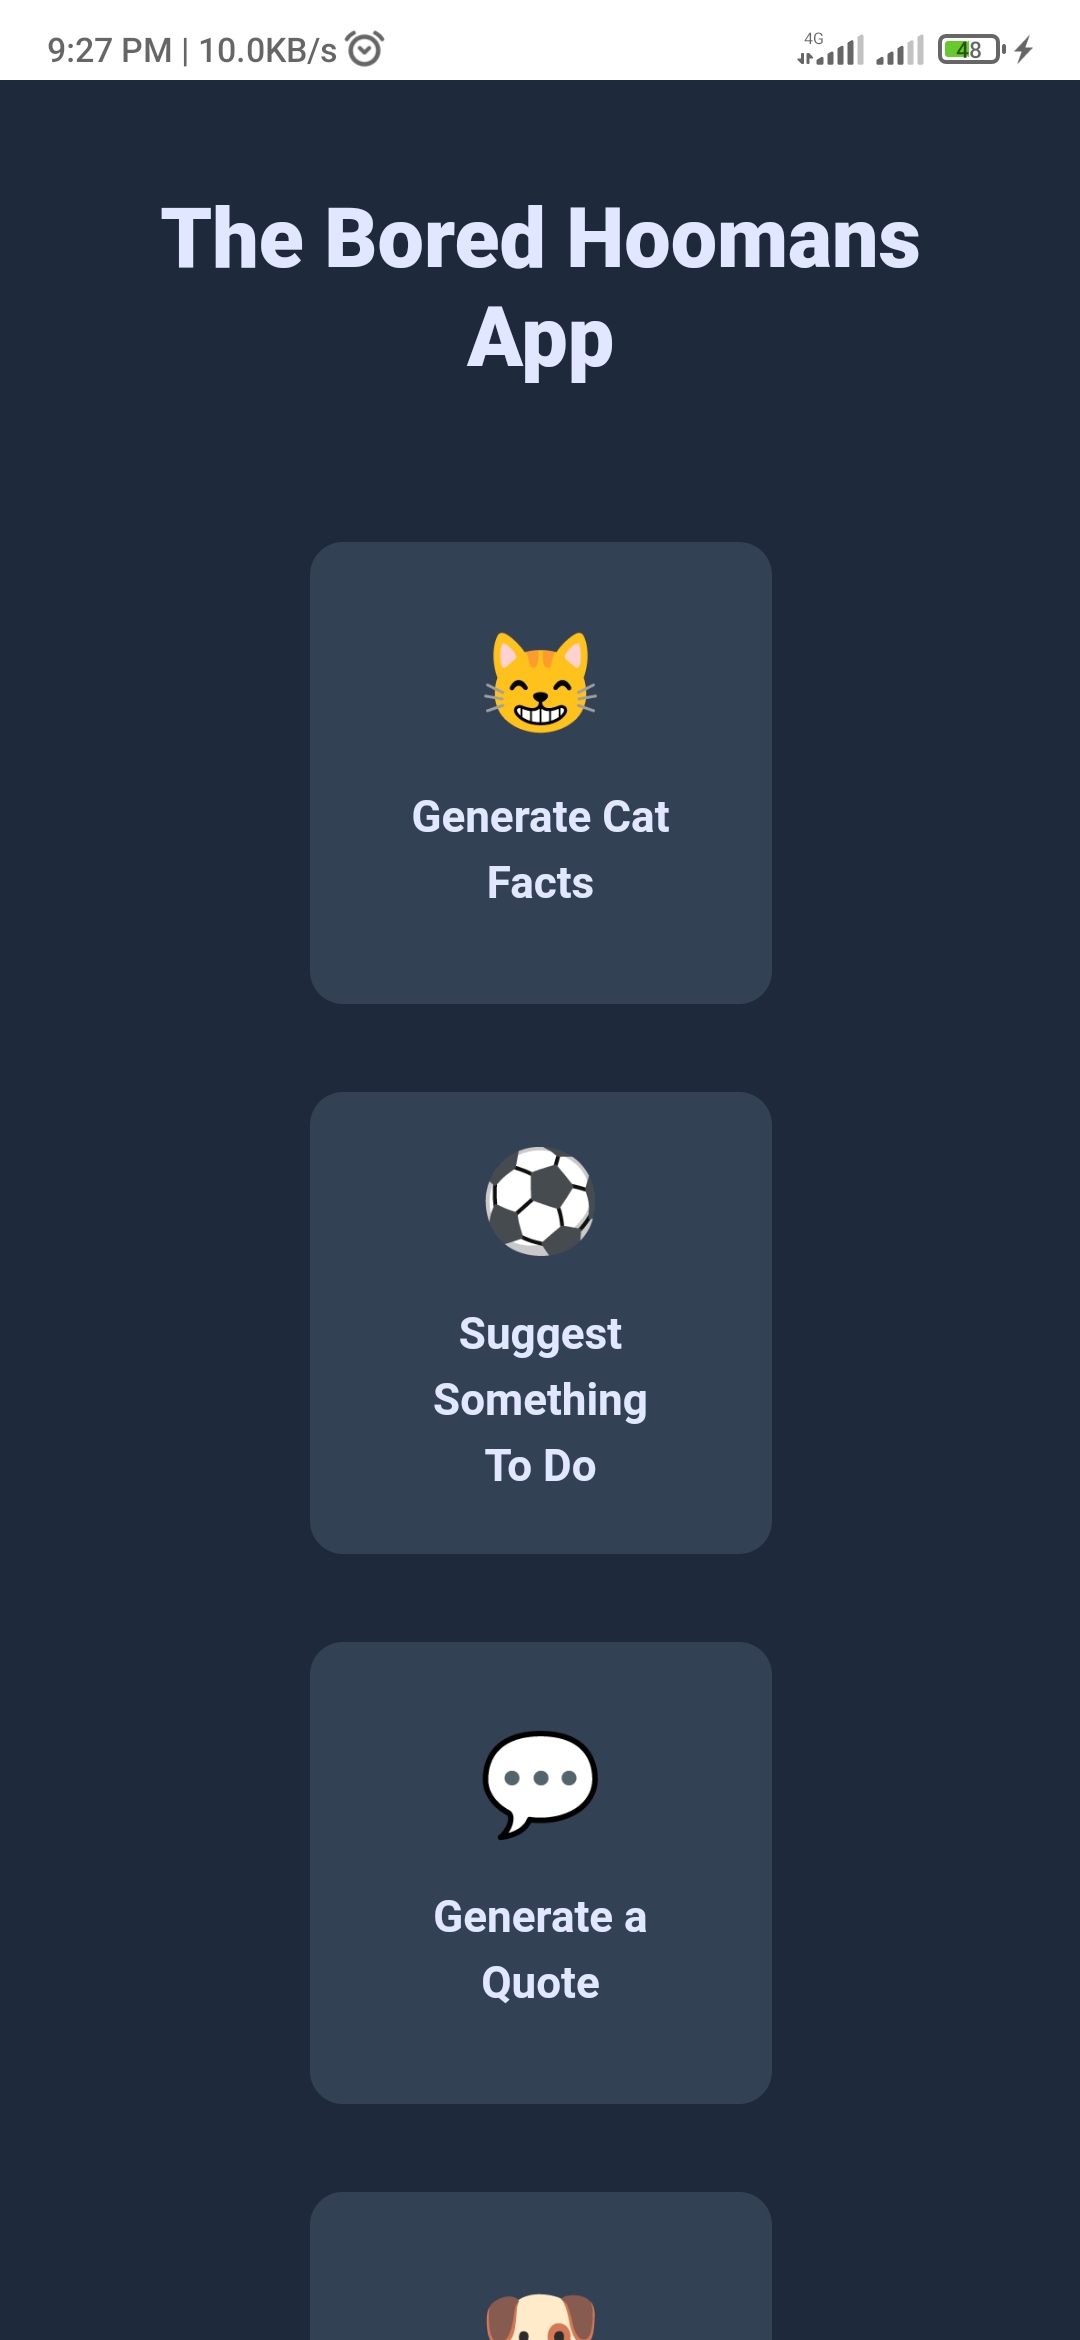 9:27 PM | 10.0KB/s 4G 48
The Bored Hoomans
App
Generate Cat
Facts
Suggest
Something
To Do
Generate a
Quote